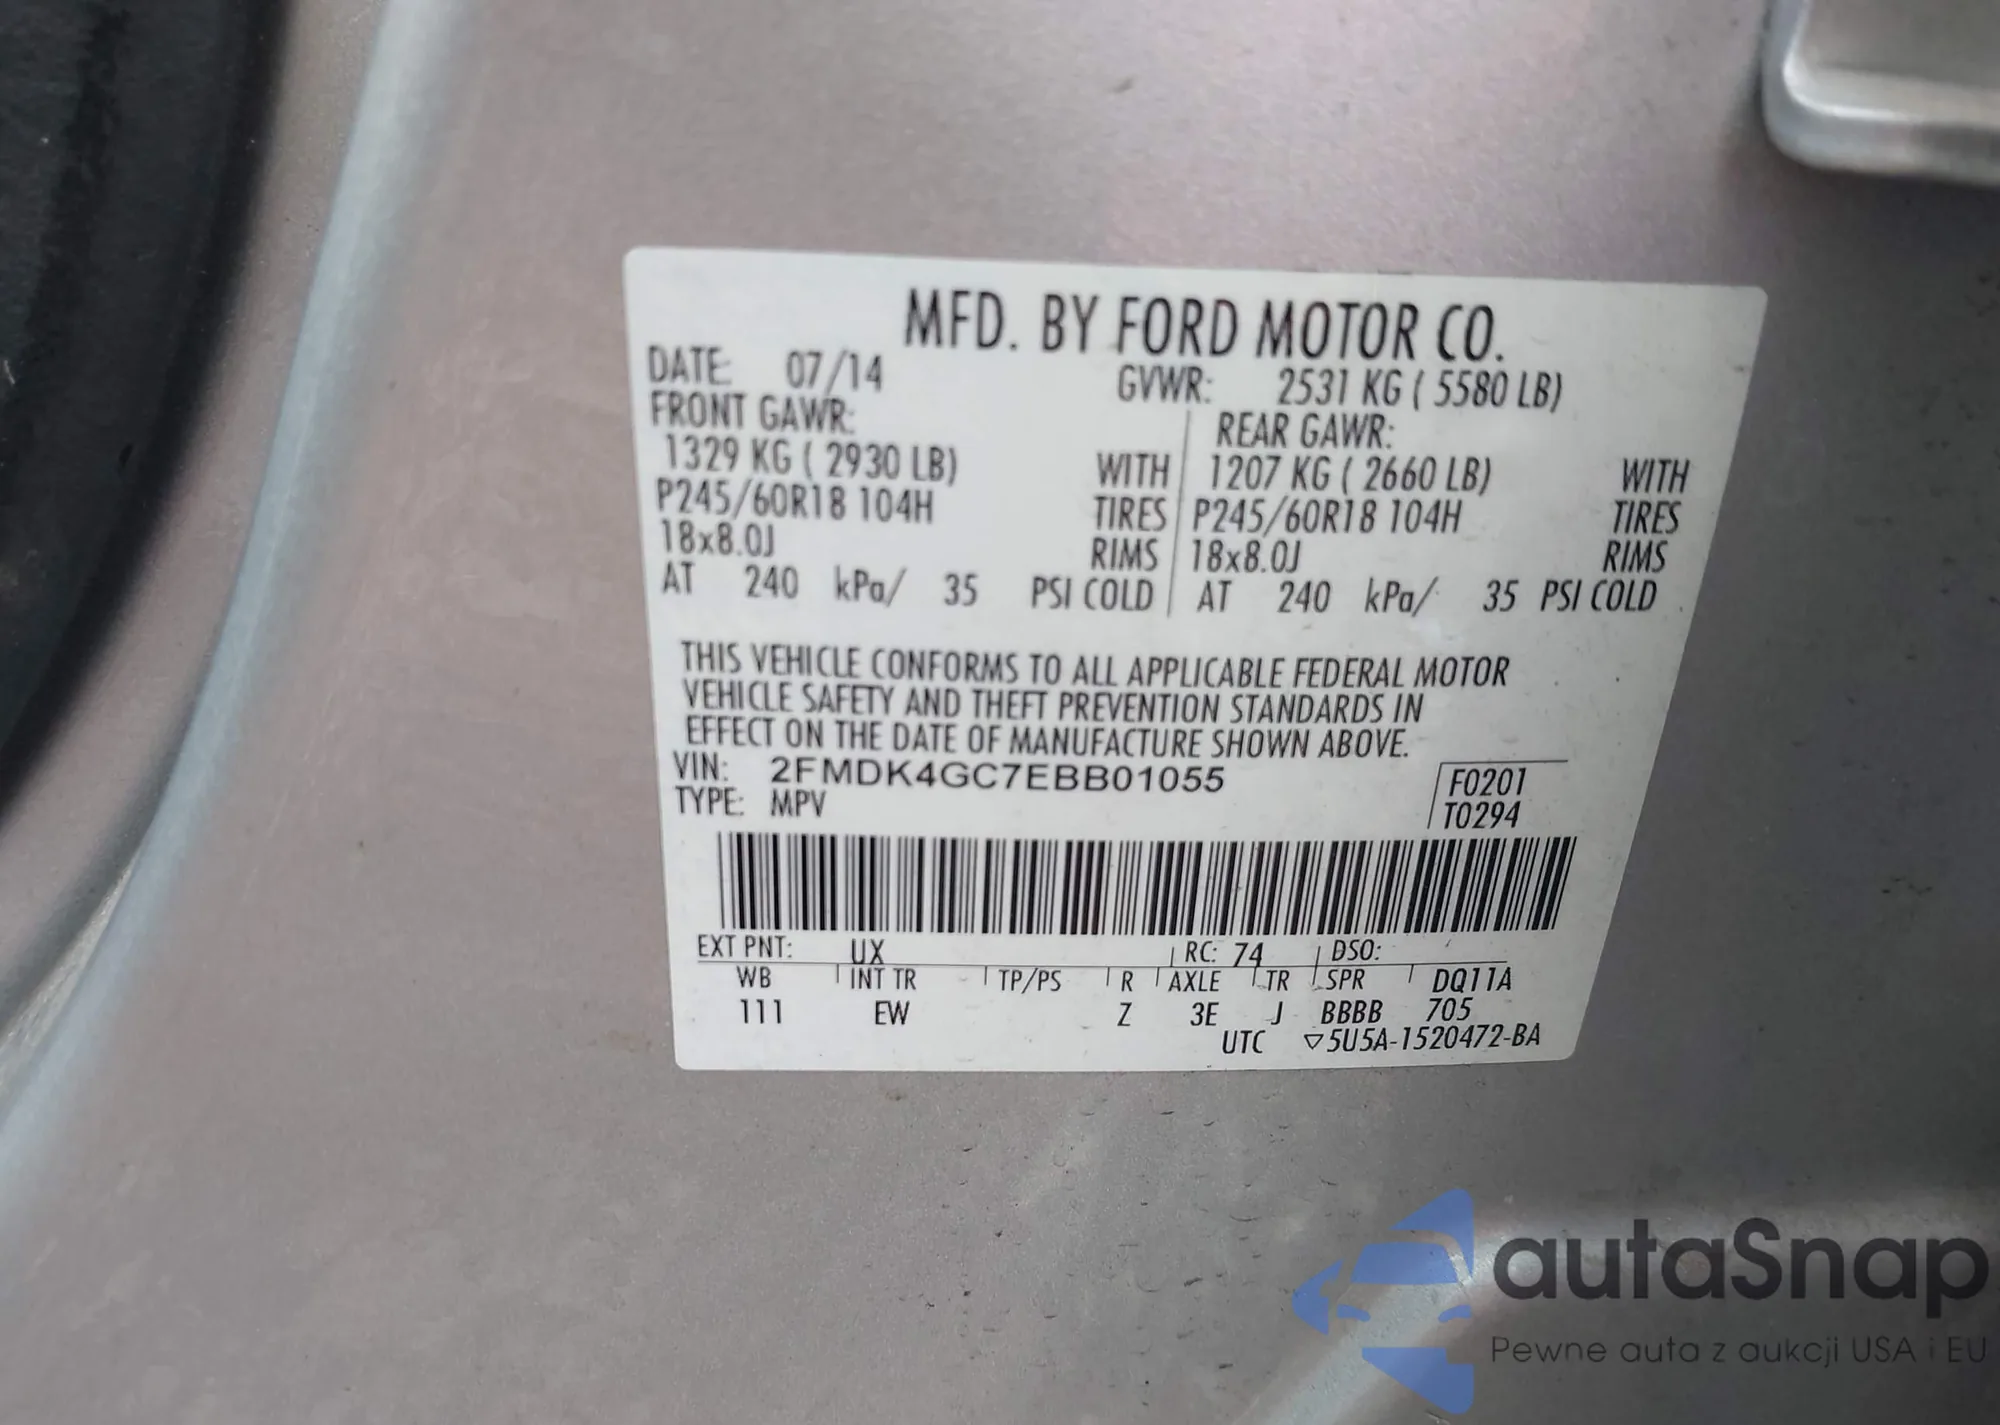 MFD. BY FORD MOTOR CO.
DATE: 07/14 GVWR: 2531 KG ( 5580 LB)
FRONT GAWR: REAR GAWR:
1329 KG ( 2930 LB) WITH 1207 KG ( 2660 LB) WITH
P245/60R18 104H TIRES P245/60R18 104H TIRES
18x8.0J RIMS 18x8.0J RIMS
AT 240 kPa/ 35 PSI COLD AT 240 kPa/ 35 PSI COLD
THIS VEHICLE CONFORMS TO ALL APPLICABLE FEDERAL MOTOR
VEHICLE SAFETY AND THEFT PREVENTION STANDARDS IN
EFFECT ON THE DATE OF MANUFACTURE SHOWN ABOVE.
VIN: 2FMDK4GC7EBB01055 F0201
TYPE: MPV T0294
EXT PNT: UX RC: 74 DSO:
WB INT TR TP/PS R AXLE TR SPR DQ11A
111 EW Z 3E J BBBB 705
UTC ▽5U5A-1520472-BA
autaSnap
Pewne auta z aukcji USA i EU